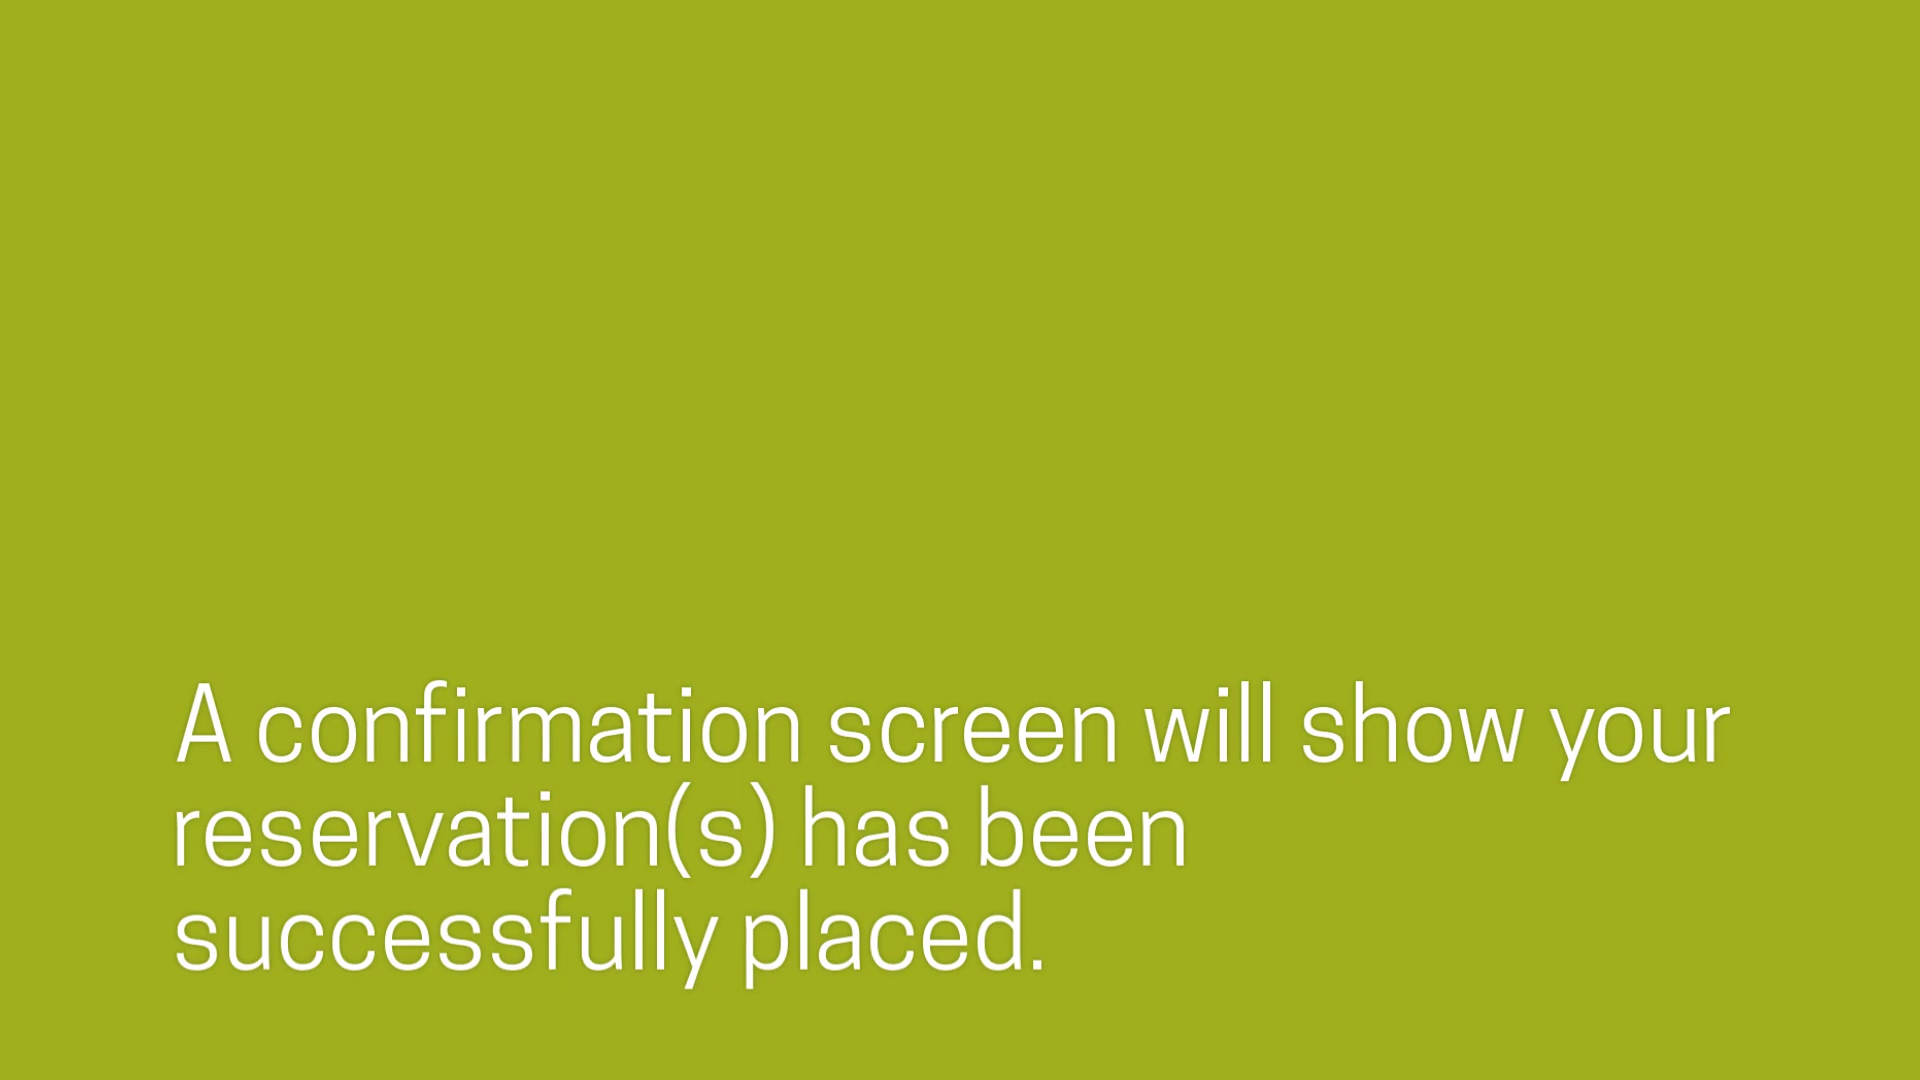 A confirmation screen will show your
reservation(s) has been
successfully placed.